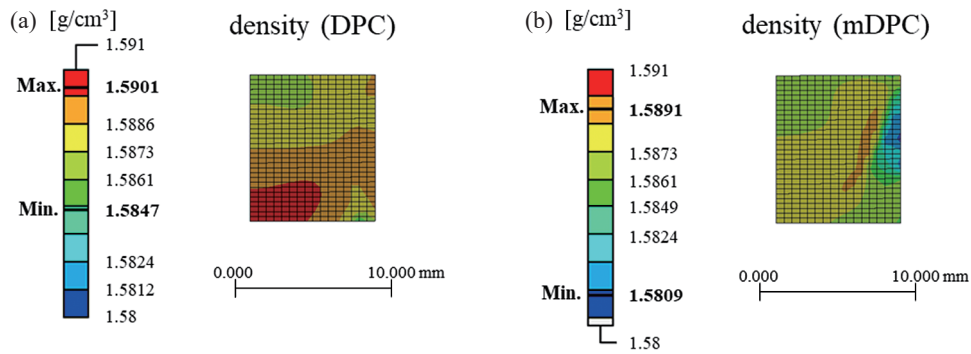 (a) [g/cm³]
density (DPC)
1.591
Max. 1.5901
1.5886
1.5873
1.5861
Min. 1.5847
1.5824
1.5812
1.58
0.000 10.000 mm
(b) [g/cm³]
density (mDPC)
1.591
Max. 1.5891
1.5873
1.5861
1.5849
1.5824
Min. 1.5809
1.58
0.000 10.000 mm